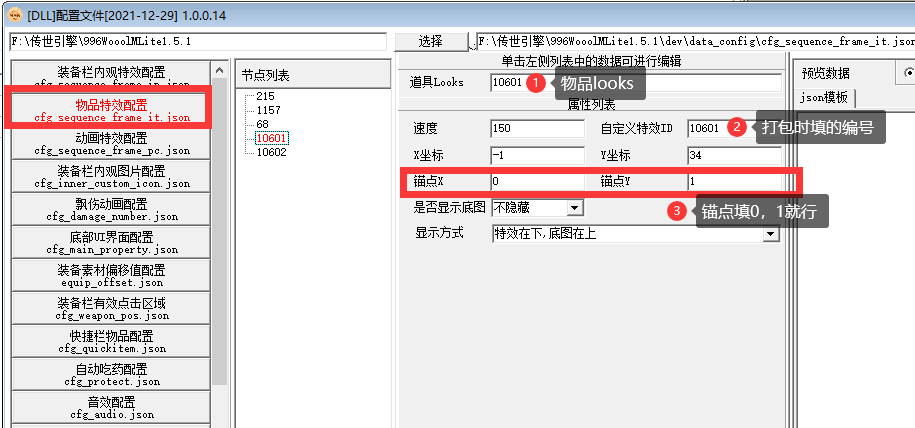 [DLL]配置文件[2021-12-29] 1.0.0.14
F:\传世引擎\996WooolMLite1.5.1
选择
F:\传世引擎\996WooolMLite1.5.1\dev\data_config\cfg_sequence_frame_it.json
装备栏内观特效配置
cfg_sequence_frame_in.json
物品特效配置
cfg_sequence_frame_it.json
动画特效配置
cfg_sequence_frame_pc.json
装备栏内观图片配置
cfg_inner_custom_icon.json
飘伤动画配置
cfg_damage_number.json
底部UI界面配置
cfg_main_property.json
装备素材偏移值配置
equip_offset.json
装备栏有效点击区域
cfg_weapon_pos.json
快捷栏物品配置
cfg_quickitem.json
自动吃药配置
cfg_protect.json
音效配置
cfg_audio.json
节点列表
215
1157
68
10601
10602
单击左侧列表中的数据可进行编辑
道具Looks 10601 1 物品looks
属性列表
速度 150 自定义特效ID 10601 2 打包时填的编号
X坐标 -1 Y坐标 34
锚点X 0 锚点Y 1
是否显示底图 不隐藏 3 锚点填0，1就行
显示方式 特效在下,底图在上
预览数据
json模板